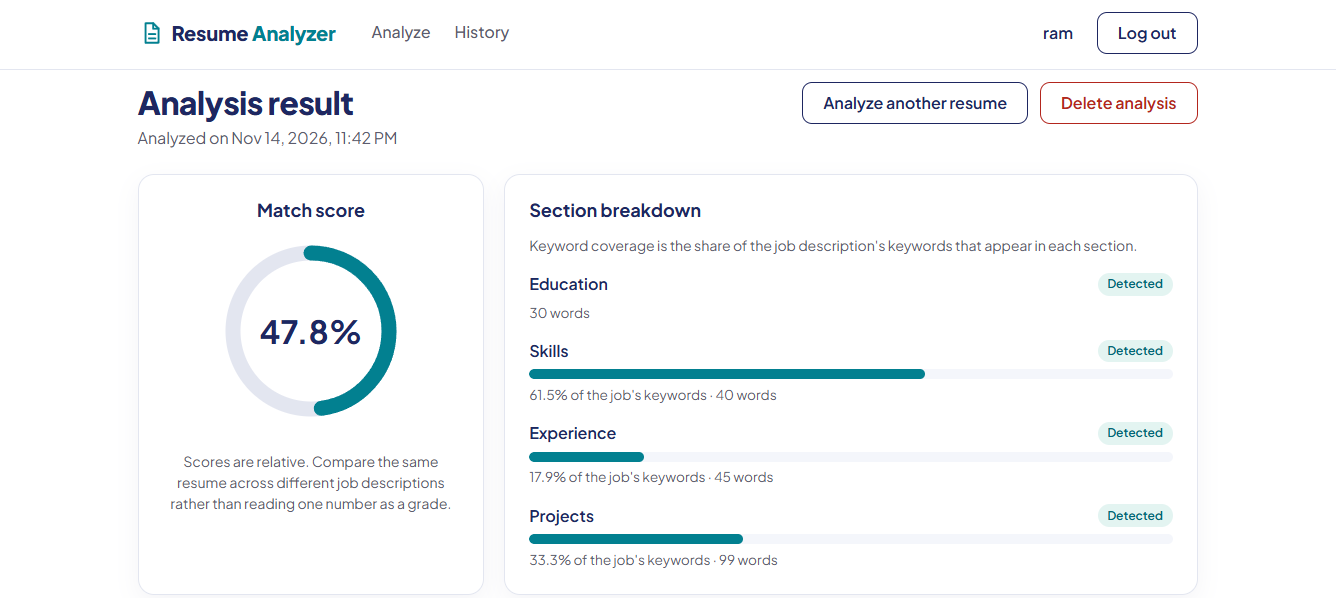 Resume Analyzer
Analyze
History
ram
Log out
Analysis result
Analyzed on Nov 14, 2026, 11:42 PM
Analyze another resume
Delete analysis
Match score
47.8%
Scores are relative. Compare the same
resume across different job descriptions
rather than reading one number as a grade.
Section breakdown
Keyword coverage is the share of the job description's keywords that appear in each section.
Education
Detected
30 words
Skills
Detected
61.5% of the job's keywords · 40 words
Experience
Detected
17.9% of the job's keywords · 45 words
Projects
Detected
33.3% of the job's keywords · 99 words